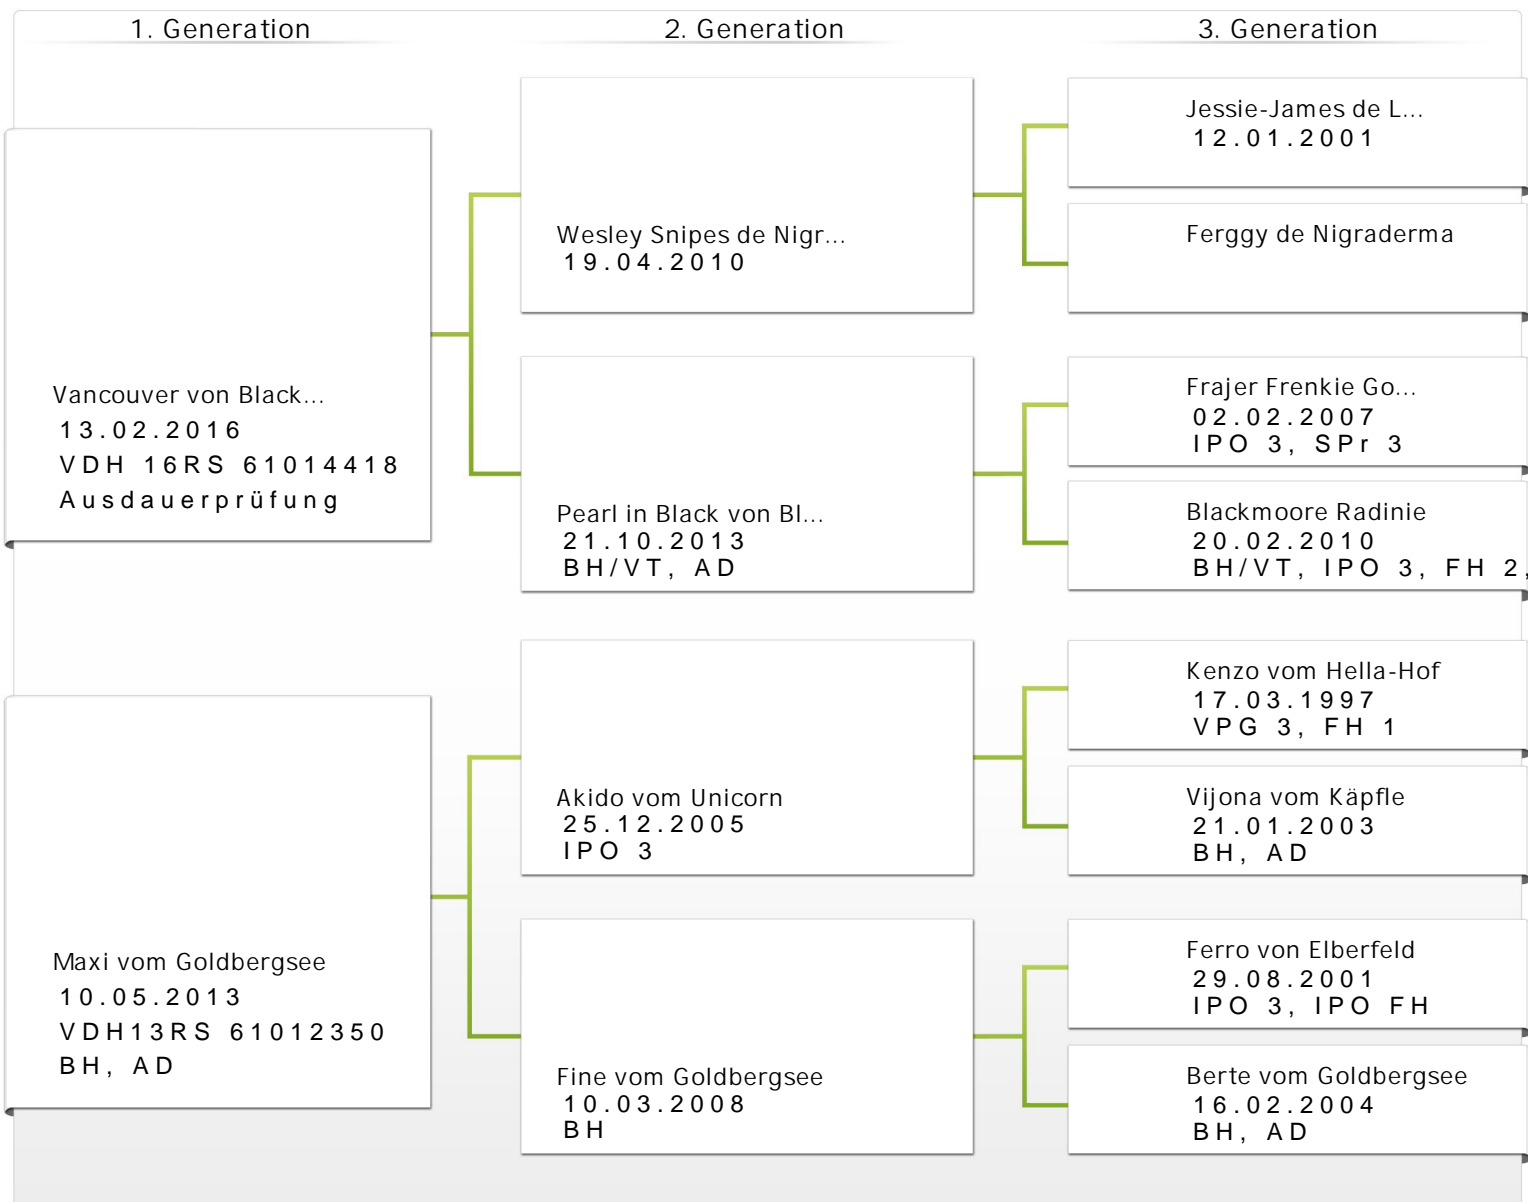 1. Generation
2. Generation
3. Generation
Vancouver von Black...
13.02.2016
VDH 16RS 61014418
Ausdauerprüfung
Maxi vom Goldbergsee
10.05.2013
VDH13RS 61012350
BH, AD
Wesley Snipes de Nigr...
19.04.2010
Pearl in Black von Bl...
21.10.2013
BH/VT, AD
Akido vom Unicorn
25.12.2005
IPO 3
Fine vom Goldbergsee
10.03.2008
BH
Jessie-James de L...
12.01.2001
Ferggy de Nigraderma
Frajer Frenkie Go...
02.02.2007
IPO 3, SPr 3
Blackmoore Radinie
20.02.2010
BH/VT, IPO 3, FH 2,
Kenzo vom Hella-Hof
17.03.1997
VPG 3, FH 1
Vijona vom Käpfle
21.01.2003
BH, AD
Ferro von Elberfeld
29.08.2001
IPO 3, IPO FH
Berte vom Goldbergsee
16.02.2004
BH, AD